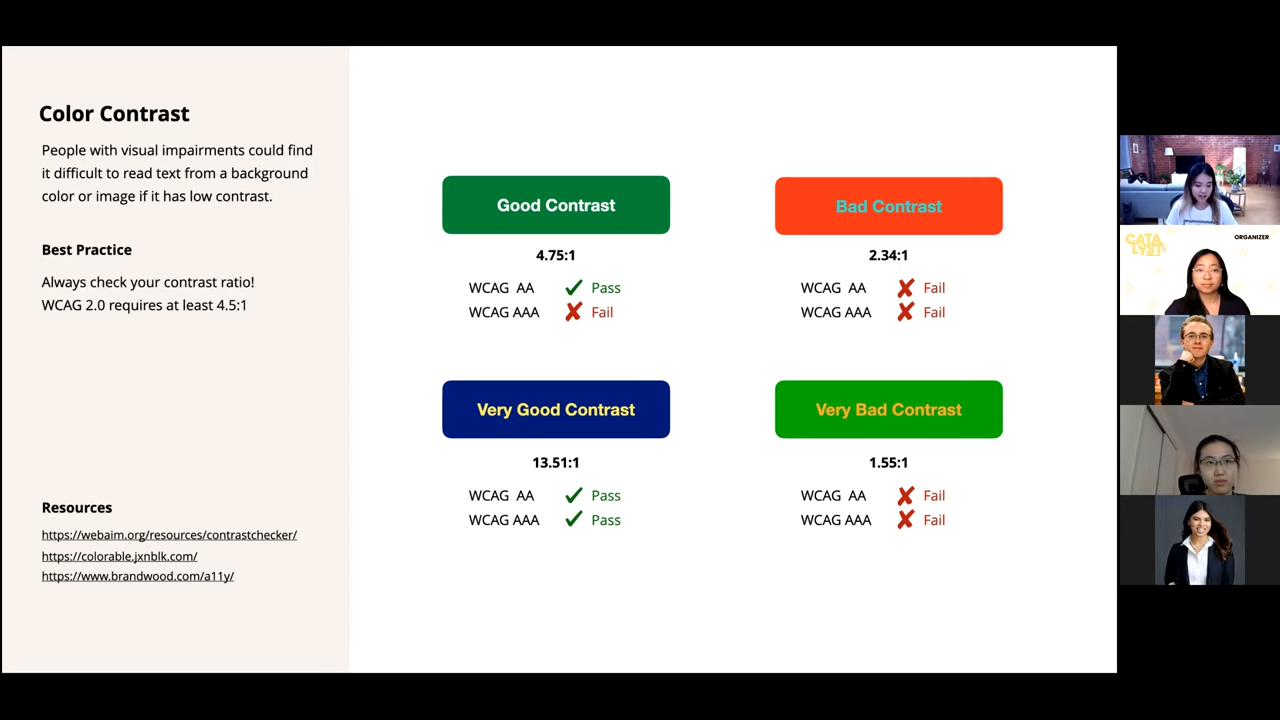 Color Contrast
People with visual impairments could find
it difficult to read text from a background
color or image if it has low contrast.
Best Practice
Always check your contrast ratio!
WCAG 2.0 requires at least 4.5:1
Resources
https://webaim.org/resources/contrastchecker/
https://colorable.jxnblk.com/
https://www.brandwood.com/a11y/
Good Contrast
4.75:1
WCAG AA Pass
WCAG AAA Fail
Bad Contrast
2.34:1
WCAG AA Fail
WCAG AAA Fail
Very Good Contrast
13.51:1
WCAG AA Pass
WCAG AAA Pass
Very Bad Contrast
1.55:1
WCAG AA Fail
WCAG AAA Fail
CATA
LYST
ORGANIZER